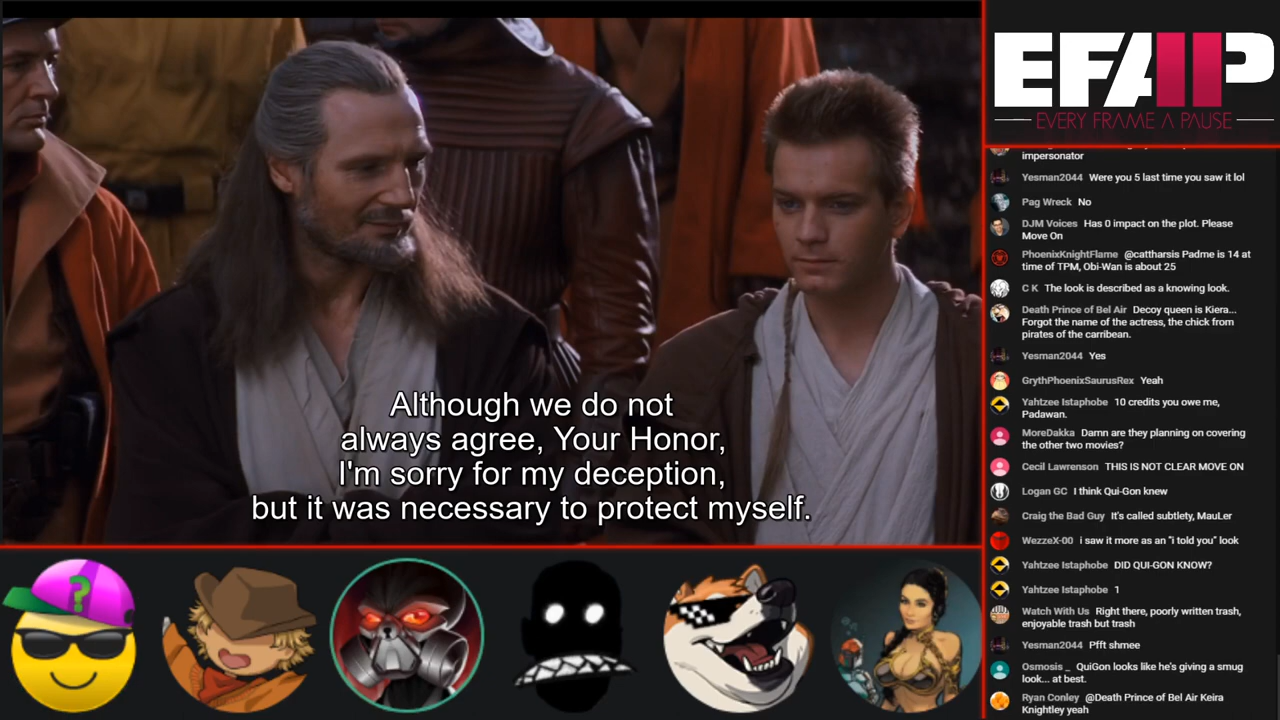 Although we do not
always agree, Your Honor,
I'm sorry for my deception,
but it was necessary to protect myself.
?
EFAP
EVERY FRAME A PAUSE
impersonator
Yesman2044 Were you 5 last time you saw it lol
Pag Wreck No
DJM Voices Has 0 impact on the plot. Please
Move On
PhoenixKnightFlame @cattharsis Padme is 14 at
time of TPM, Obi-Wan is about 25
C K The look is described as a knowing look.
Death Prince of Bel Air Decoy queen is Kiera...
Forgot the name of the actress, the chick from
pirates of the carribean.
Yesman2044 Yes
GrythPhoenixSaurusRex Yeah
Yahtzee Istaphobe 10 credits you owe me,
Padawan.
MoreDakka Damn are they planning on covering
the other two movies?
Cecil Lawrenson THIS IS NOT CLEAR MOVE ON
Logan GC I think Qui-Gon knew
Craig the Bad Guy It's called subtlety, MauLer
WezzeX-00 i saw it more as an "i told you" look
Yahtzee Istaphobe DID QUI-GON KNOW?
Yahtzee Istaphobe 1
Watch With Us Right there, poorly written trash,
enjoyable trash but trash
Yesman2044 Pfft shmee
Osmosis _ QuiGon looks like he's giving a smug
look... at best.
Ryan Conley @Death Prince of Bel Air Keira
Knightley yeah